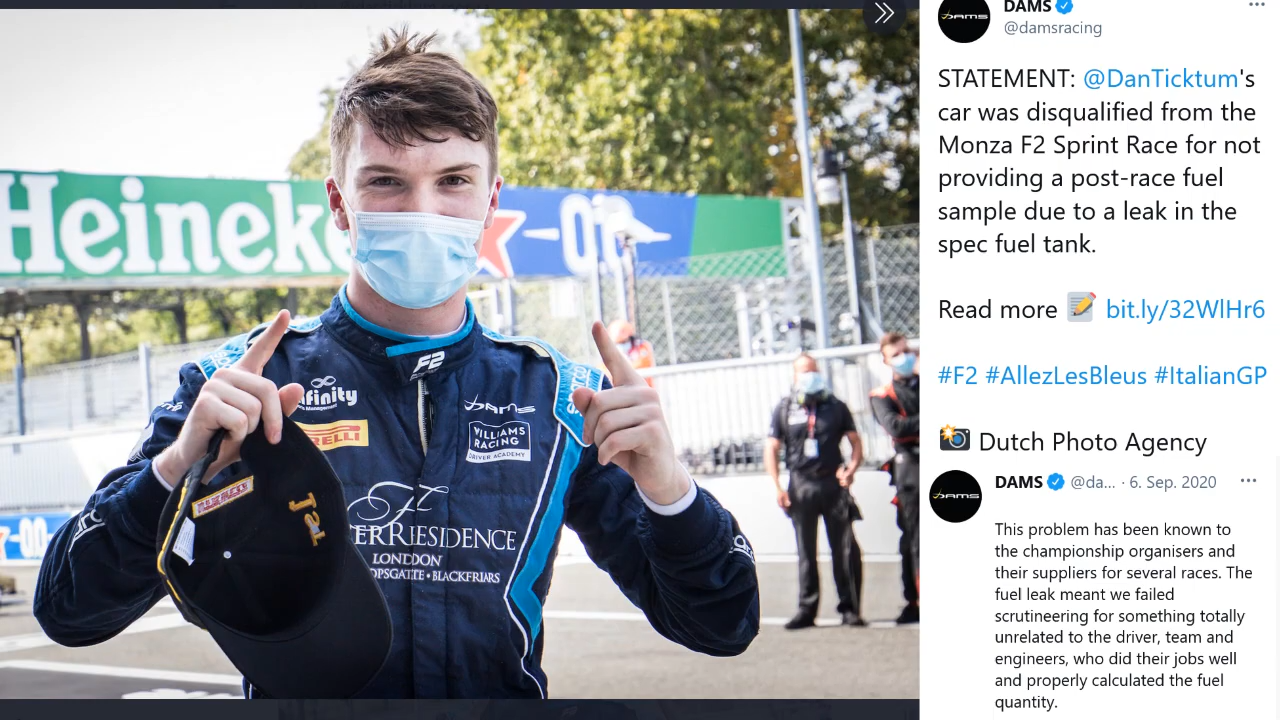 Heineken
F2
infinity
PIRELLI
DAMS
WILLIAMS
RACING
DRIVER ACADEMY
RESIDENCE
LONDON
BLACKFRIARS
PIRELLI
DAMS
@damsracing
STATEMENT: @DanTicktum's
car was disqualified from the
Monza F2 Sprint Race for not
providing a post-race fuel
sample due to a leak in the
spec fuel tank.
Read more 📝 bit.ly/32WlHr6
#F2 #AllezLesBleus #ItalianGP
📸 Dutch Photo Agency
DAMS @da... · 6. Sep. 2020
This problem has been known to
the championship organisers and
their suppliers for several races. The
fuel leak meant we failed
scrutineering for something totally
unrelated to the driver, team and
engineers, who did their jobs well
and properly calculated the fuel
quantity.